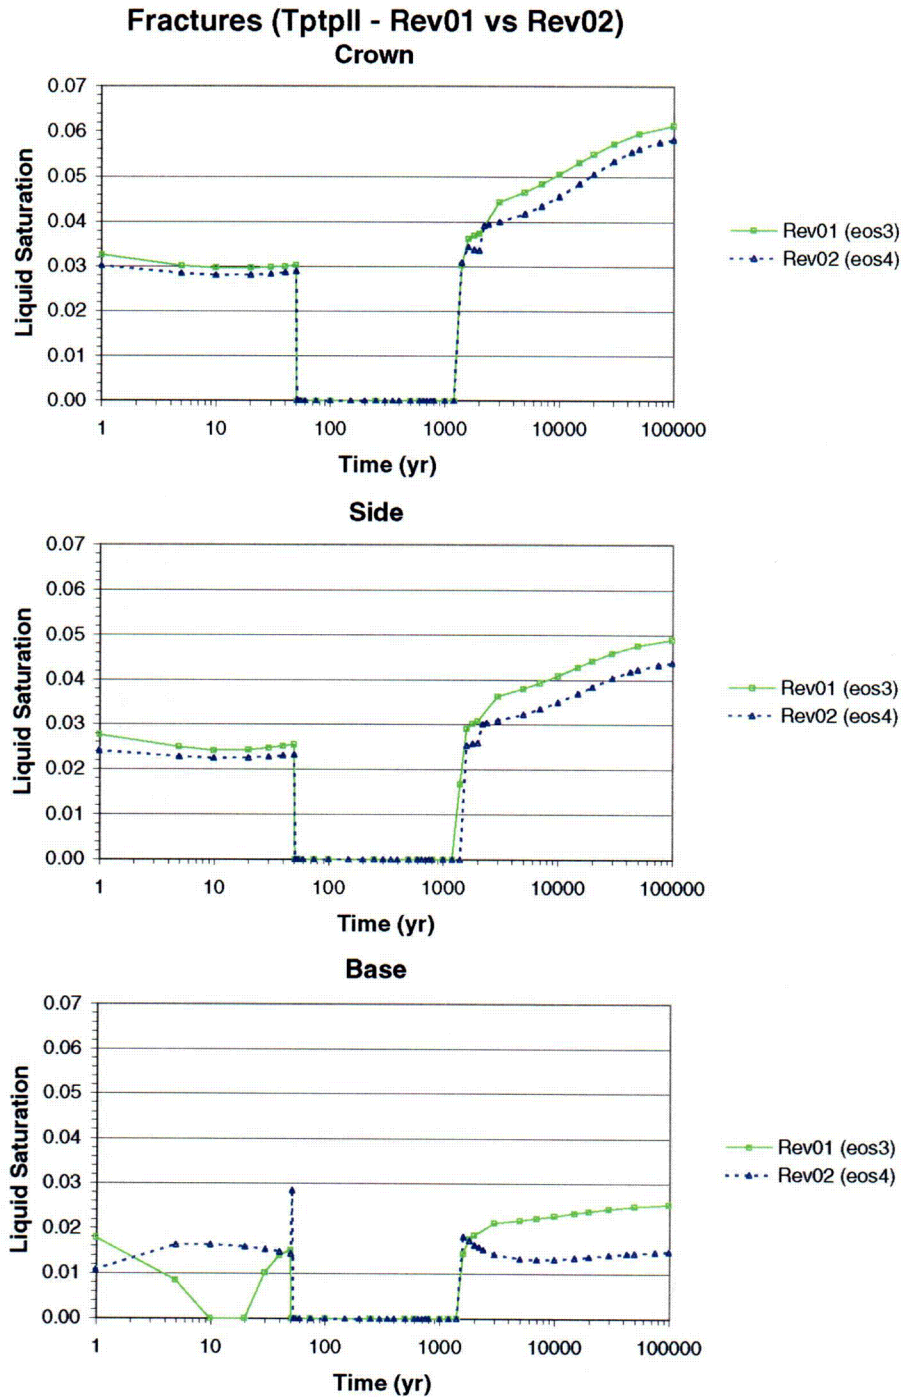 Fractures (Tptpll - Rev01 vs Rev02)
Crown
0.07
0.06
0.05
0.04
0.03
0.02
0.01
0.00
Liquid Saturation
1 10 100 1000 10000 100000
Time (yr)
Rev01 (eos3)
Rev02 (eos4)
Side
0.07
0.06
0.05
0.04
0.03
0.02
0.01
0.00
Liquid Saturation
1 10 100 1000 10000 100000
Time (yr)
Rev01 (eos3)
Rev02 (eos4)
Base
0.07
0.06
0.05
0.04
0.03
0.02
0.01
0.00
Liquid Saturation
1 10 100 1000 10000 100000
Time (yr)
Rev01 (eos3)
Rev02 (eos4)